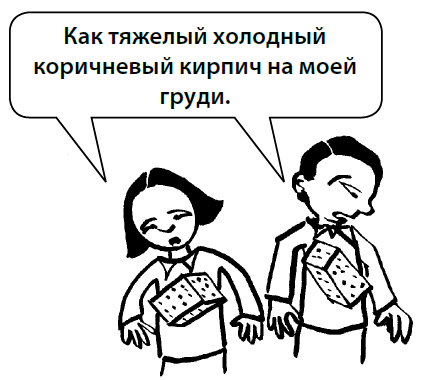 Как тяжелый холодный
коричневый кирпич на моей
груди.